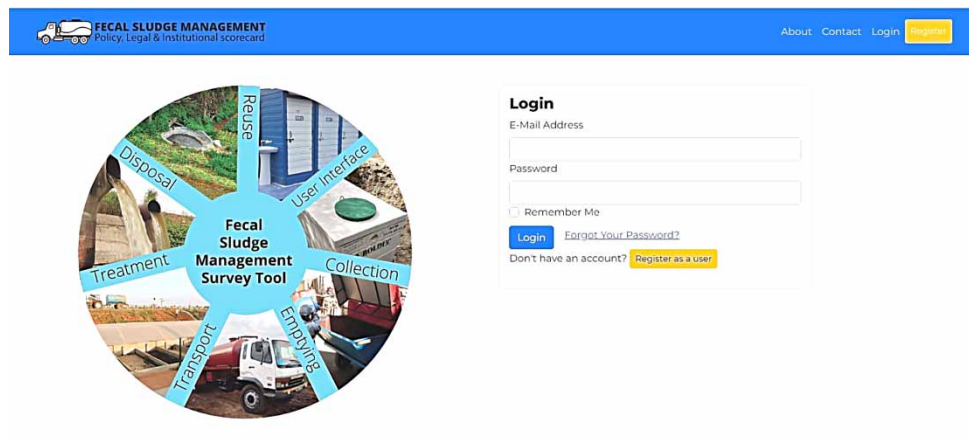 FECAL SLUDGE MANAGEMENT
Policy, Legal & Institutional scorecard
About Contact Login Register
Reuse
User Interface
Collection
Emptying
Transport
Treatment
Disposal
Fecal
Sludge
Management
Survey Tool
Login
E-Mail Address
Password
Remember Me
Login Forgot Your Password?
Don't have an account? Register as a user